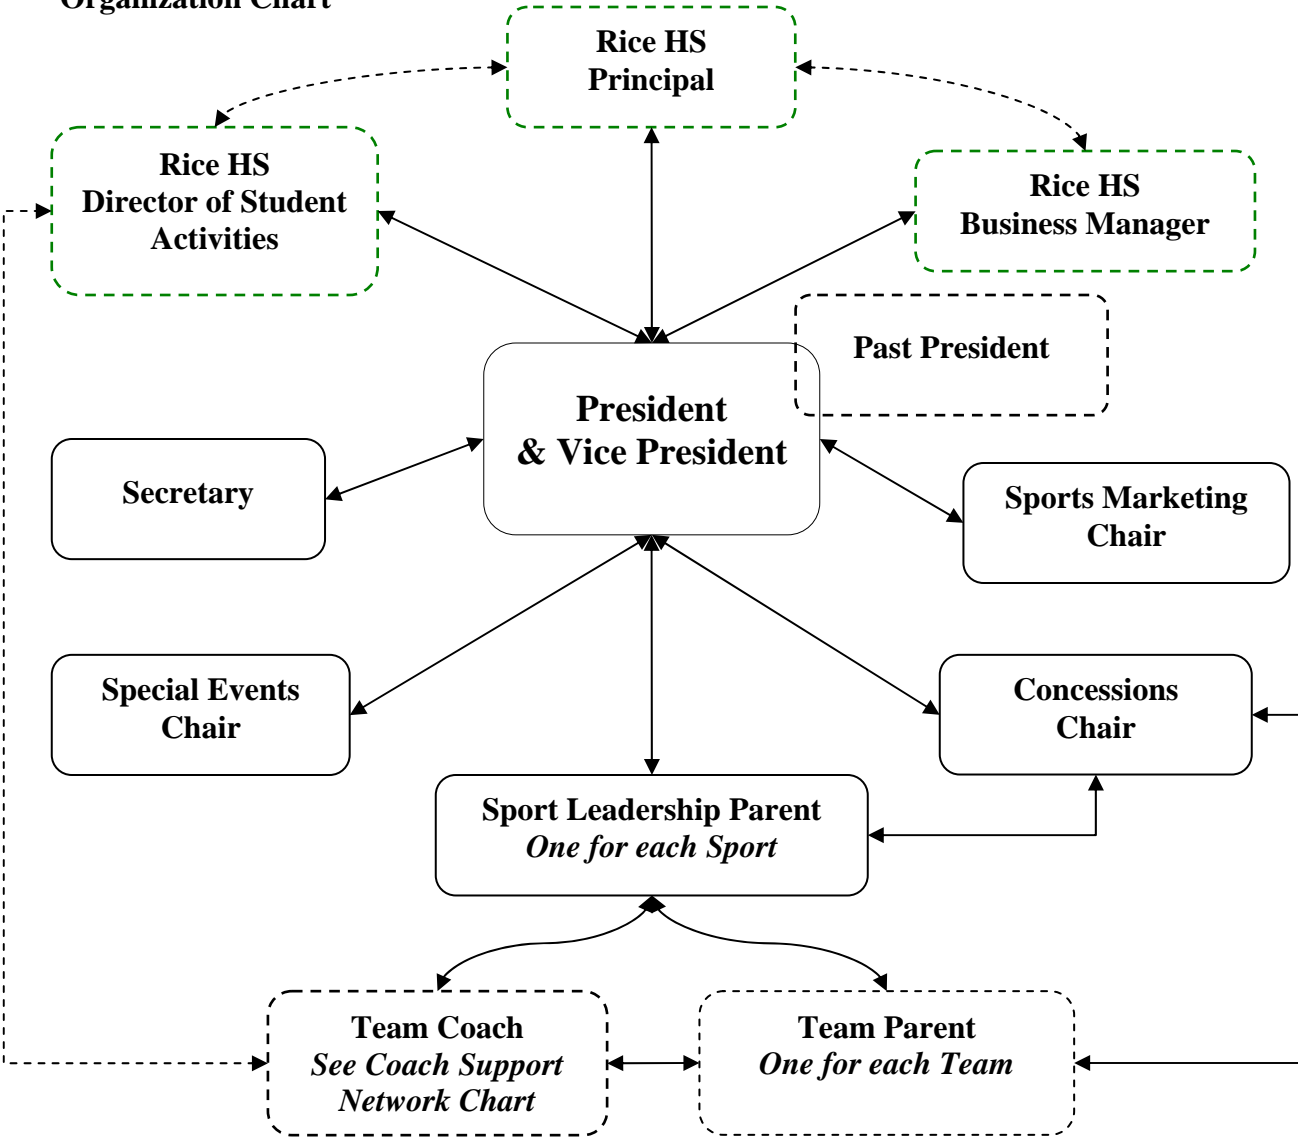 Organization Chart
Rice HS
Principal
Rice HS
Director of Student
Activities
Rice HS
Business Manager
Past President
President
& Vice President
Secretary
Sports Marketing
Chair
Special Events
Chair
Concessions
Chair
Sport Leadership Parent
One for each Sport
Team Coach
See Coach Support
Network Chart
Team Parent
One for each Team